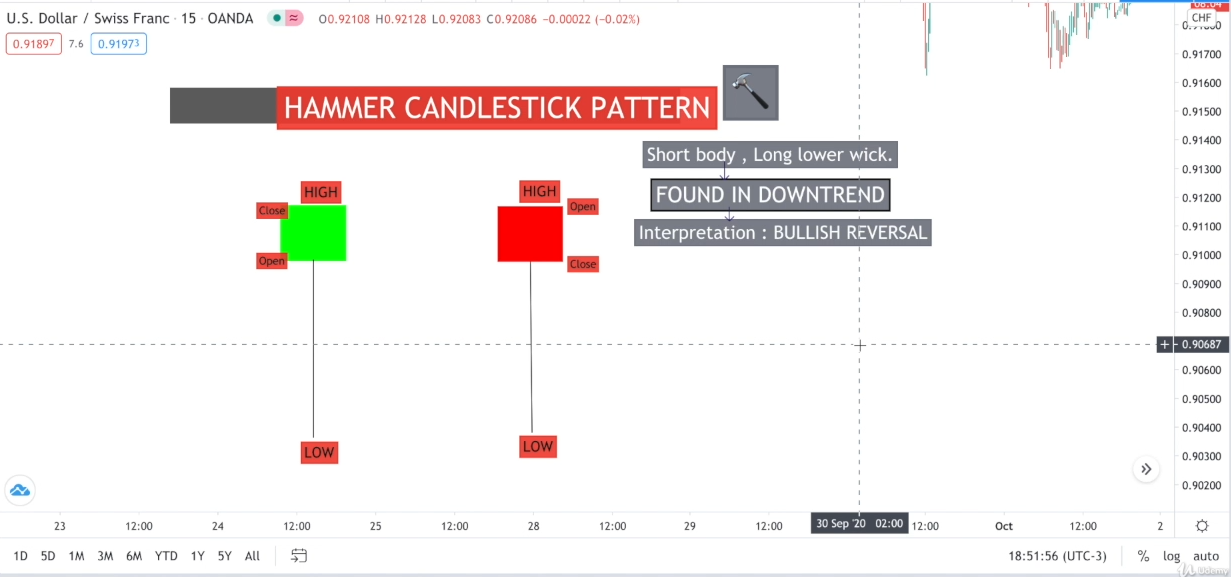 U.S. Dollar / Swiss Franc · 15 · OANDA
O0.92108 H0.92128 L0.92083 C0.92086 −0.00022 (−0.02%)
0.91897 7.6 0.91973
CHF
0.91700
0.91600
HAMMER CANDLESTICK PATTERN
0.91500
0.91400
Short body , Long lower wick.
0.91300
FOUND IN DOWNTREND
0.91200
Interpretation : BULLISH REVERSAL
0.91100
HIGH
Close
Open
LOW
HIGH
Open
Close
LOW
0.91000
0.90900
0.90800
+ 0.90687
0.90600
0.90500
0.90400
0.90300
0.90200
23 12:00 24 12:00 25 12:00 28 12:00 29 12:00 30 Sep '20 02:00 12:00 Oct 12:00 2
1D 5D 1M 3M 6M YTD 1Y 5Y All 18:51:56 (UTC-3) % log auto
Udemy